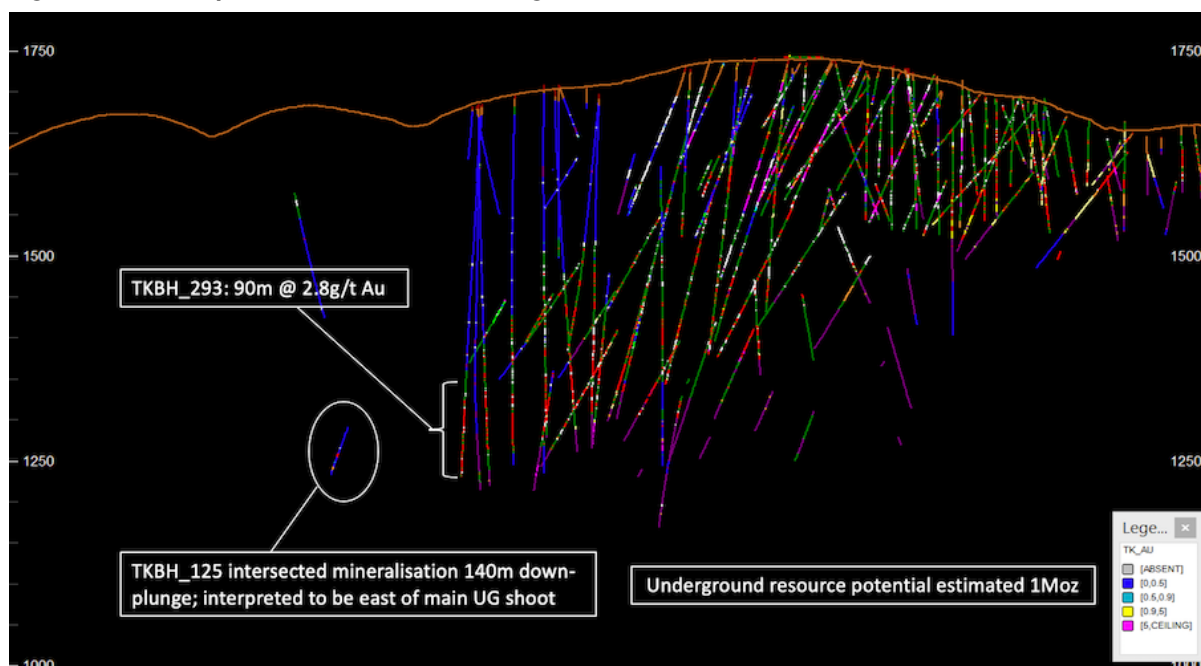 1750
1750
1500
1500
TKBH_293: 90m @ 2.8g/t Au
1250
1250
TKBH_125 intersected mineralisation 140m down-
plunge; interpreted to be east of main UG shoot
Underground resource potential estimated 1Moz
Lege...
TK_AU
[ABSENT]
[0,0.5]
[0.5,0.9]
[0.9,5]
[5,CEILING]
1000